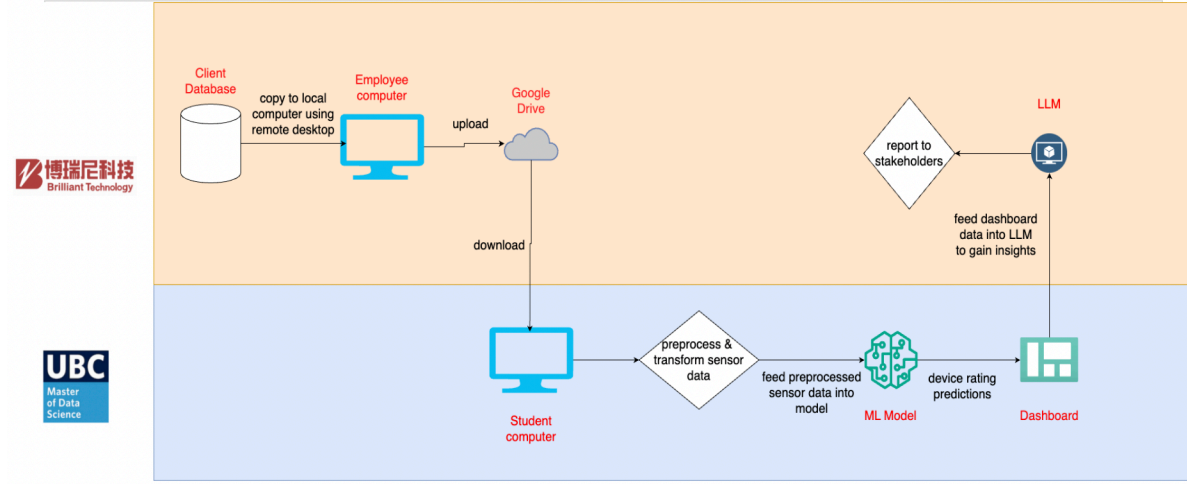 Client
Database
copy to local
computer using
remote desktop
Employee
computer
upload
Google
Drive
LLM
report to
stakeholders
博瑞尼科技
Brilliant Technology
download
feed dashboard
data into LLM
to gain insights
UBC
Master
of Data
Science
Student
computer
preprocess &
transform sensor
data
feed preprocessed
sensor data into
model
ML Model
device rating
predictions
Dashboard